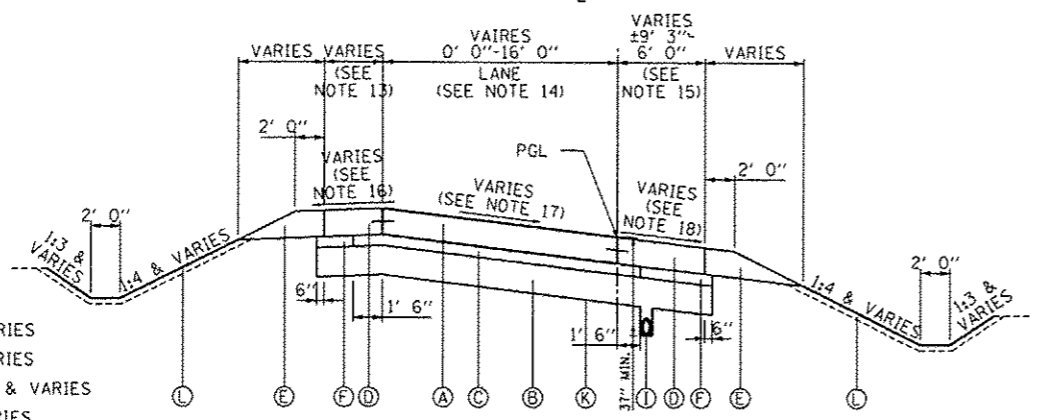 VARIES
±9' 3"-
6' 0"
(SEE
NOTE 15)
VARIES
VARIES
(SEE
NOTE 13)
VAIRES
0' 0"-16' 0"
LANE
(SEE NOTE 14)
VARIES
2' 0"
PGL
VARIES
(SEE
NOTE 16)
VARIES
(SEE NOTE 17)
VARIES
(SEE
NOTE 18)
2' 0"
2' 0"
1:3 &
VARIES
1:4 & VARIES
1:4 & VARIES
2' 0"
1:3 &
VARIES
6"
1' 6"
1' 6"
37" MIN.
6"
RIES
RIES
& VARIES
RIES
L
E
F
D
A
C
B
K
I
D
F
E
L